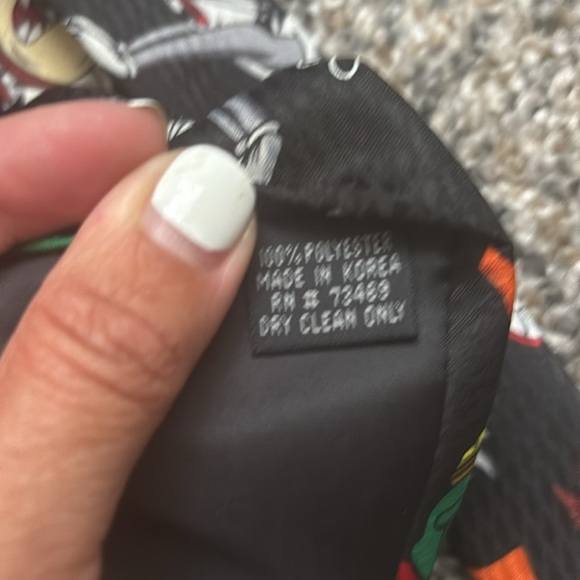 100% POLYESTER
MADE IN KOREA
RN # 73469
DRY CLEAN ONLY